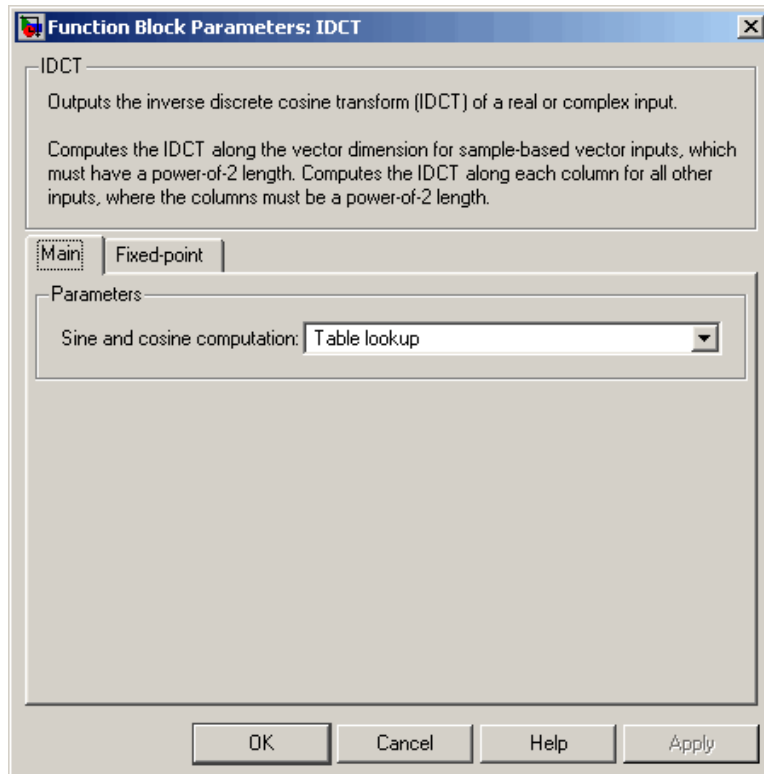 Function Block Parameters: IDCT
IDCT
Outputs the inverse discrete cosine transform (IDCT) of a real or complex input.
Computes the IDCT along the vector dimension for sample-based vector inputs, which
must have a power-of-2 length. Computes the IDCT along each column for all other
inputs, where the columns must be a power-of-2 length.
Main Fixed-point
Parameters
Sine and cosine computation: Table lookup
OK Cancel Help Apply